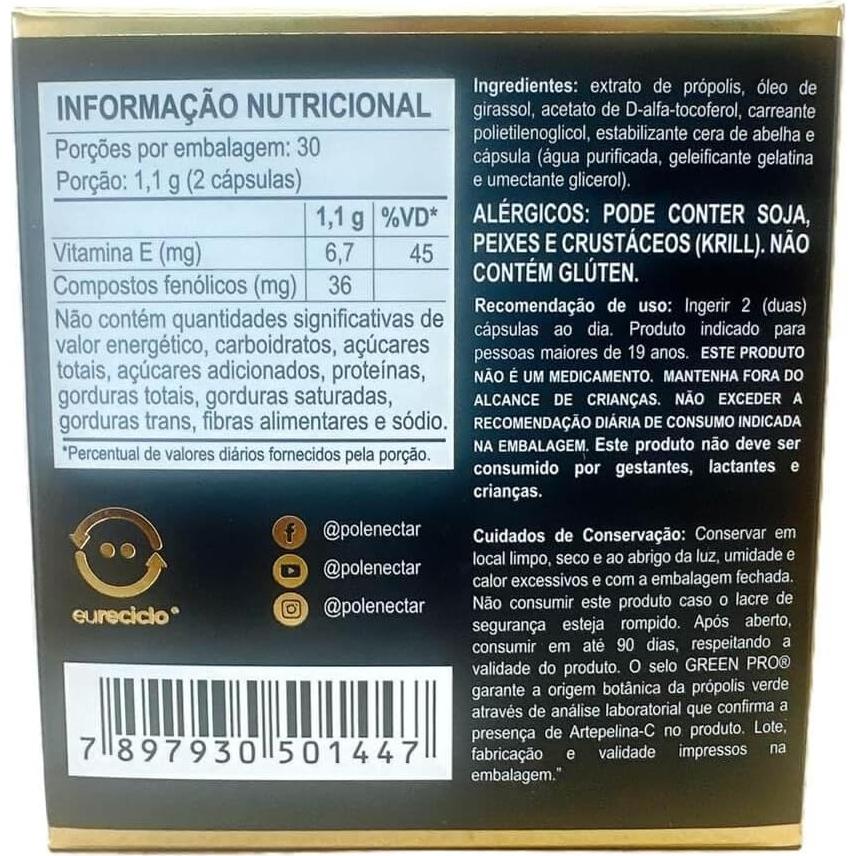 INFORMAÇÃO NUTRICIONAL
Porções por embalagem: 30
Porção: 1,1 g (2 cápsulas)
1,1 g %VD*
Vitamina E (mg) 6,7 45
Compostos fenólicos (mg) 36
Não contém quantidades significativas de
valor energético, carboidratos, açúcares
totais, açúcares adicionados, proteínas,
gorduras totais, gorduras saturadas,
gorduras trans, fibras alimentares e sódio.
*Percentual de valores diários fornecidos pela porção.
eureciclo®
@polenectar
@polenectar
@polenectar
7 897930 501447
Ingredientes: extrato de própolis, óleo de
girassol, acetato de D-alfa-tocoferol, carreante
polietilenoglicol, estabilizante cera de abelha e
cápsula (água purificada, geleificante gelatina
e umectante glicerol).
ALÉRGICOS: PODE CONTER SOJA,
PEIXES E CRUSTÁCEOS (KRILL). NÃO
CONTÉM GLÚTEN.
Recomendação de uso: Ingerir 2 (duas)
cápsulas ao dia. Produto indicado para
pessoas maiores de 19 anos. ESTE PRODUTO
NÃO É UM MEDICAMENTO. MANTENHA FORA DO
ALCANCE DE CRIANÇAS. NÃO EXCEDER A
RECOMENDAÇÃO DIÁRIA DE CONSUMO INDICADA
NA EMBALAGEM. Este produto não deve ser
consumido por gestantes, lactantes e
crianças.
Cuidados de Conservação: Conservar em
local limpo, seco e ao abrigo da luz, umidade e
calor excessivos e com a embalagem fechada.
Não consumir este produto caso o lacre de
segurança esteja rompido. Após aberto,
consumir em até 90 dias, respeitando a
validade do produto. O selo GREEN PRO®
garante a origem botânica da própolis verde
através de análise laboratorial que confirma a
presença de Artepelina-C no produto. Lote,
fabricação e validade impressos na
embalagem."